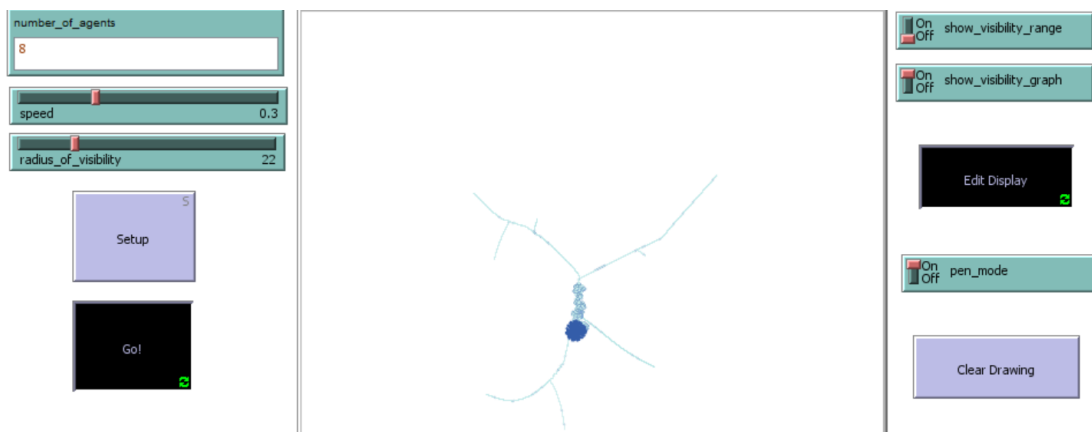 number_of_agents
8
speed 0.3
radius_of_visibility 22
S
Setup
Go!
On
Off
show_visibility_range
On
Off
show_visibility_graph
Edit Display
On
Off
pen_mode
Clear Drawing